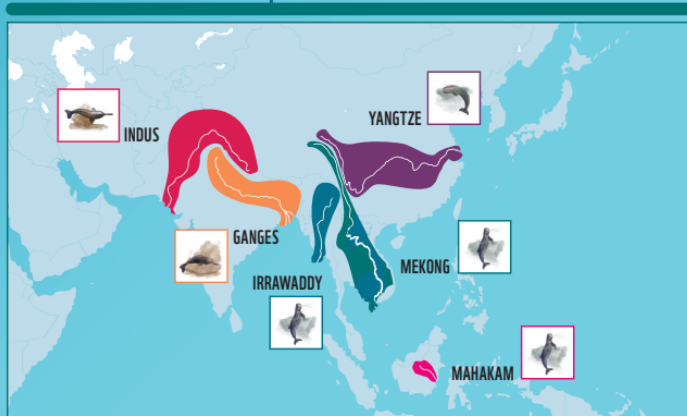 YANGTZE
INDUS
GANGES
MEKONG
IRRAWADDY
MAHAKAM